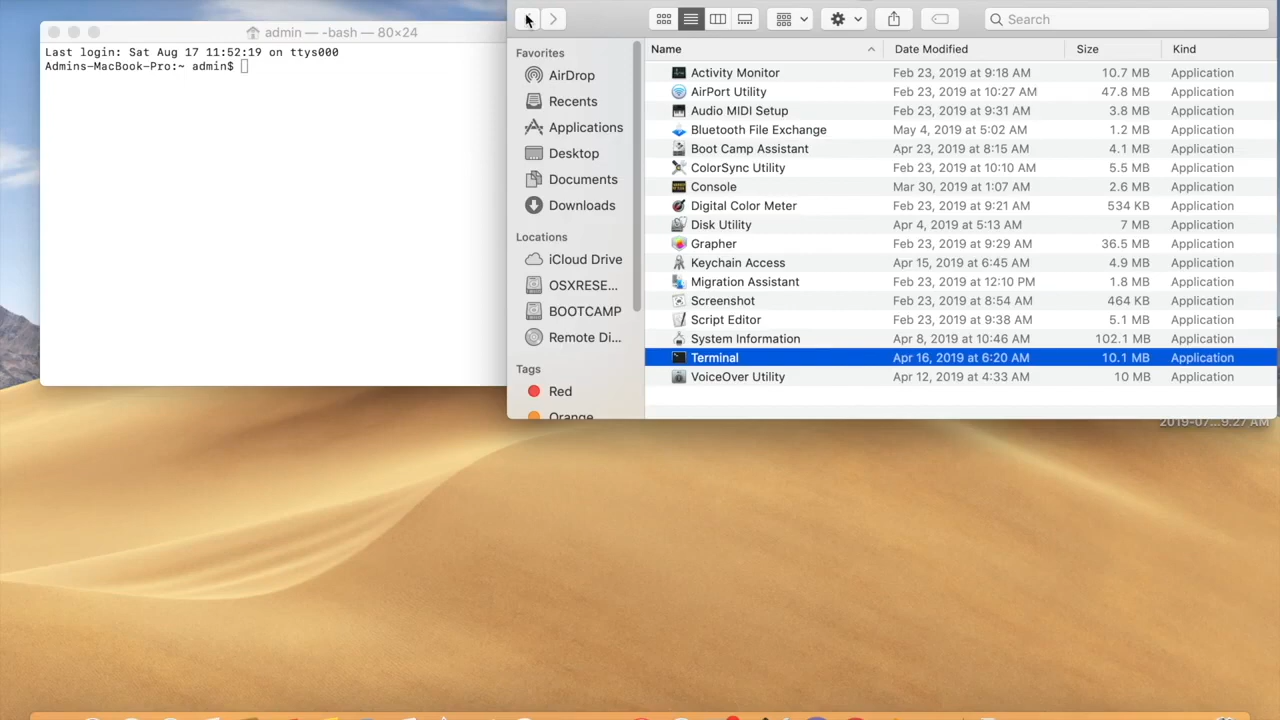 admin — -bash — 80×24
Last login: Sat Aug 17 11:52:19 on ttys000
Admins-MacBook-Pro:~ admin$
Search
Favorites
AirDrop
Recents
Applications
Desktop
Documents
Downloads
Locations
iCloud Drive
OSXRESE...
BOOTCAMP
Remote Di...
Tags
Red
Orange
Name Date Modified Size Kind
Activity Monitor Feb 23, 2019 at 9:18 AM 10.7 MB Application
AirPort Utility Feb 23, 2019 at 10:27 AM 47.8 MB Application
Audio MIDI Setup Feb 23, 2019 at 9:31 AM 3.8 MB Application
Bluetooth File Exchange May 4, 2019 at 5:02 AM 1.2 MB Application
Boot Camp Assistant Apr 23, 2019 at 8:15 AM 4.1 MB Application
ColorSync Utility Feb 23, 2019 at 10:10 AM 5.5 MB Application
Console Mar 30, 2019 at 1:07 AM 2.6 MB Application
Digital Color Meter Feb 23, 2019 at 9:21 AM 534 KB Application
Disk Utility Apr 4, 2019 at 5:13 AM 7 MB Application
Grapher Feb 23, 2019 at 9:29 AM 36.5 MB Application
Keychain Access Apr 15, 2019 at 6:45 AM 4.9 MB Application
Migration Assistant Feb 23, 2019 at 12:10 PM 1.8 MB Application
Screenshot Feb 23, 2019 at 8:54 AM 464 KB Application
Script Editor Feb 23, 2019 at 9:38 AM 5.1 MB Application
System Information Apr 8, 2019 at 10:46 AM 102.1 MB Application
Terminal Apr 16, 2019 at 6:20 AM 10.1 MB Application
VoiceOver Utility Apr 12, 2019 at 4:33 AM 10 MB Application
2019-07...9.27 AM